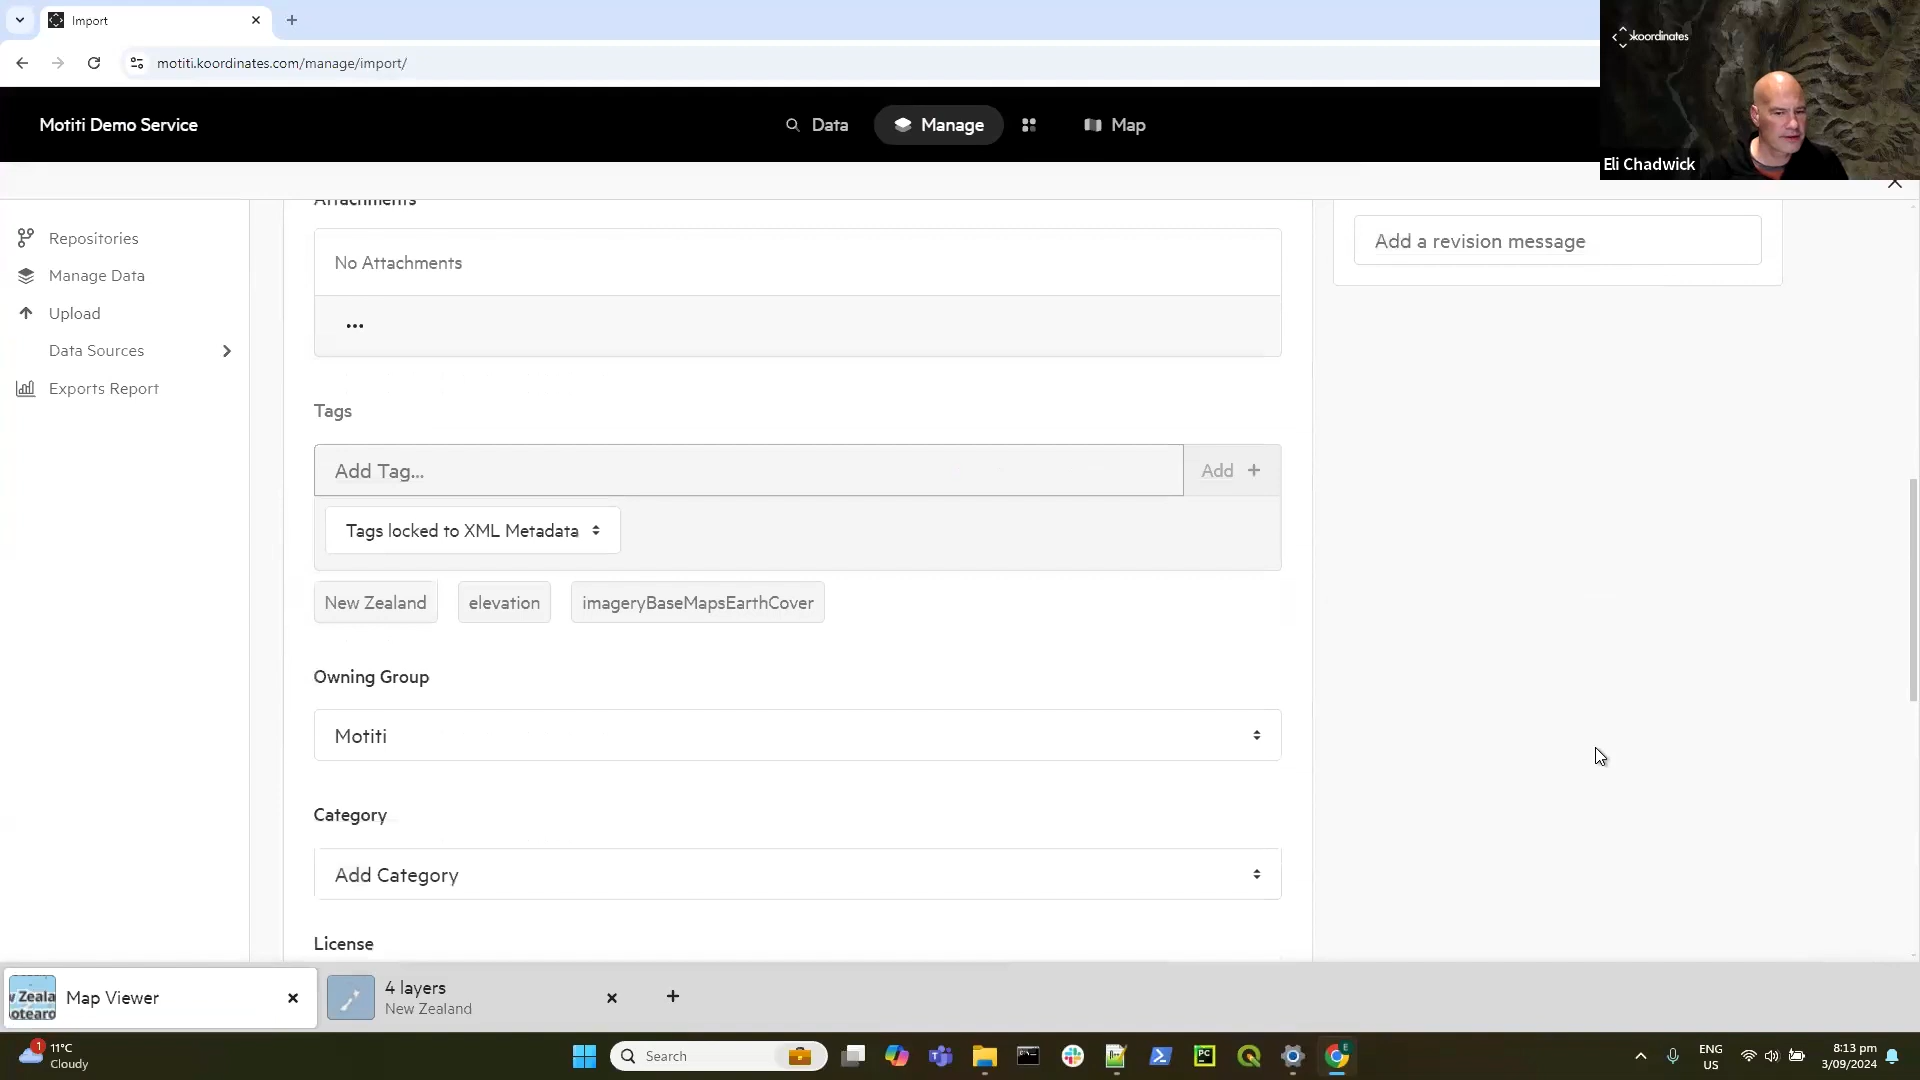 Import
motiti.koordinates.com/manage/import/
koordinates
Eli Chadwick
Motiti Demo Service
Data
Manage
Map
Repositories
Manage Data
Upload
Data Sources
Exports Report
Attachments
No Attachments
Tags
Add Tag...
Add +
Tags locked to XML Metadata
New Zealand
elevation
imageryBaseMapsEarthCover
Owning Group
Motiti
Category
Add Category
License
Add a revision message
Map Viewer
4 layers
New Zealand
1
11°C
Cloudy
Search
ENG
US
8:13 pm
3/09/2024